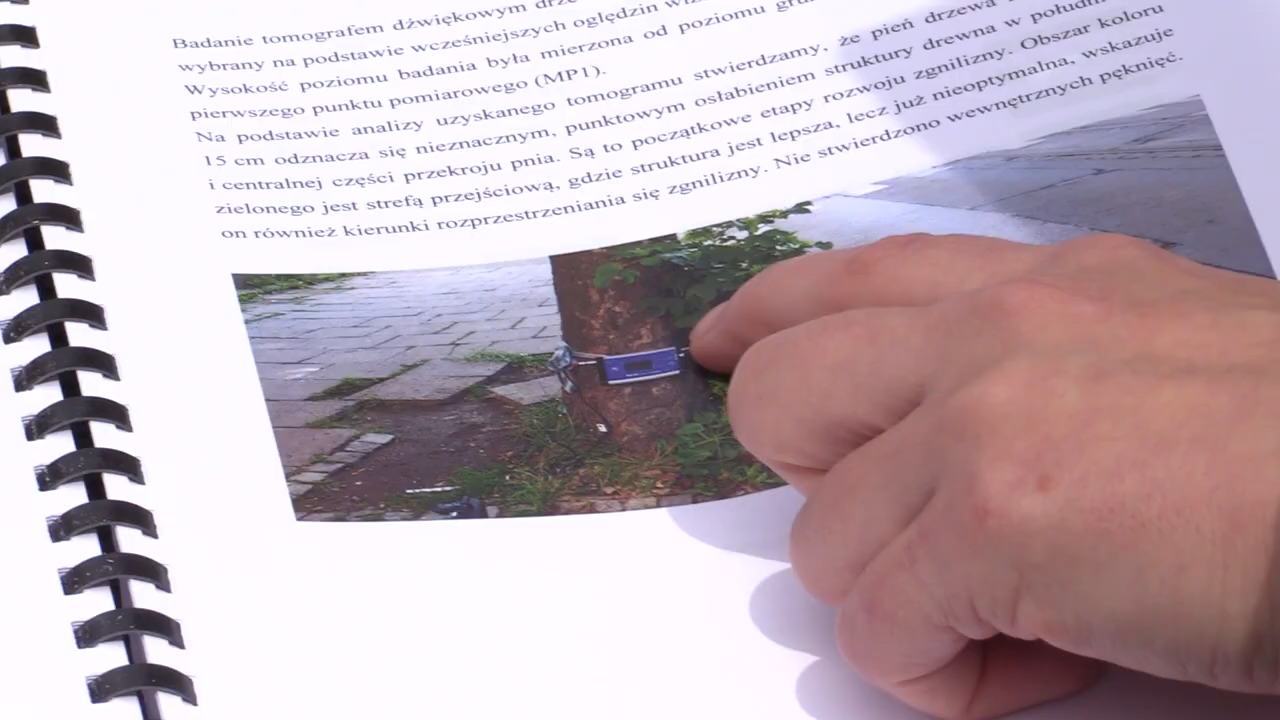 Badanie tomografem dźwiękowym
wybrany na podstawie wcześniejszych oględzin
Wysokość poziomu badania była mierzona od poziomu
pierwszego punktu pomiarowego (MP1).
Na podstawie analizy uzyskanego tomogramu stwierdzamy, że pień drzewa
15 cm odznacza się nieznacznym, punktowym osłabieniem struktury drewna w
i centralnej części przekroju pnia. Są to początkowe etapy rozwoju zgnilizny. Obszar koloru
zielonego jest strefą przejściową, gdzie struktura jest lepsza, lecz już nieoptymalna, wskazuje
on również kierunki rozprzestrzeniania się zgnilizny. Nie stwierdzono wewnętrznych pęknięć.